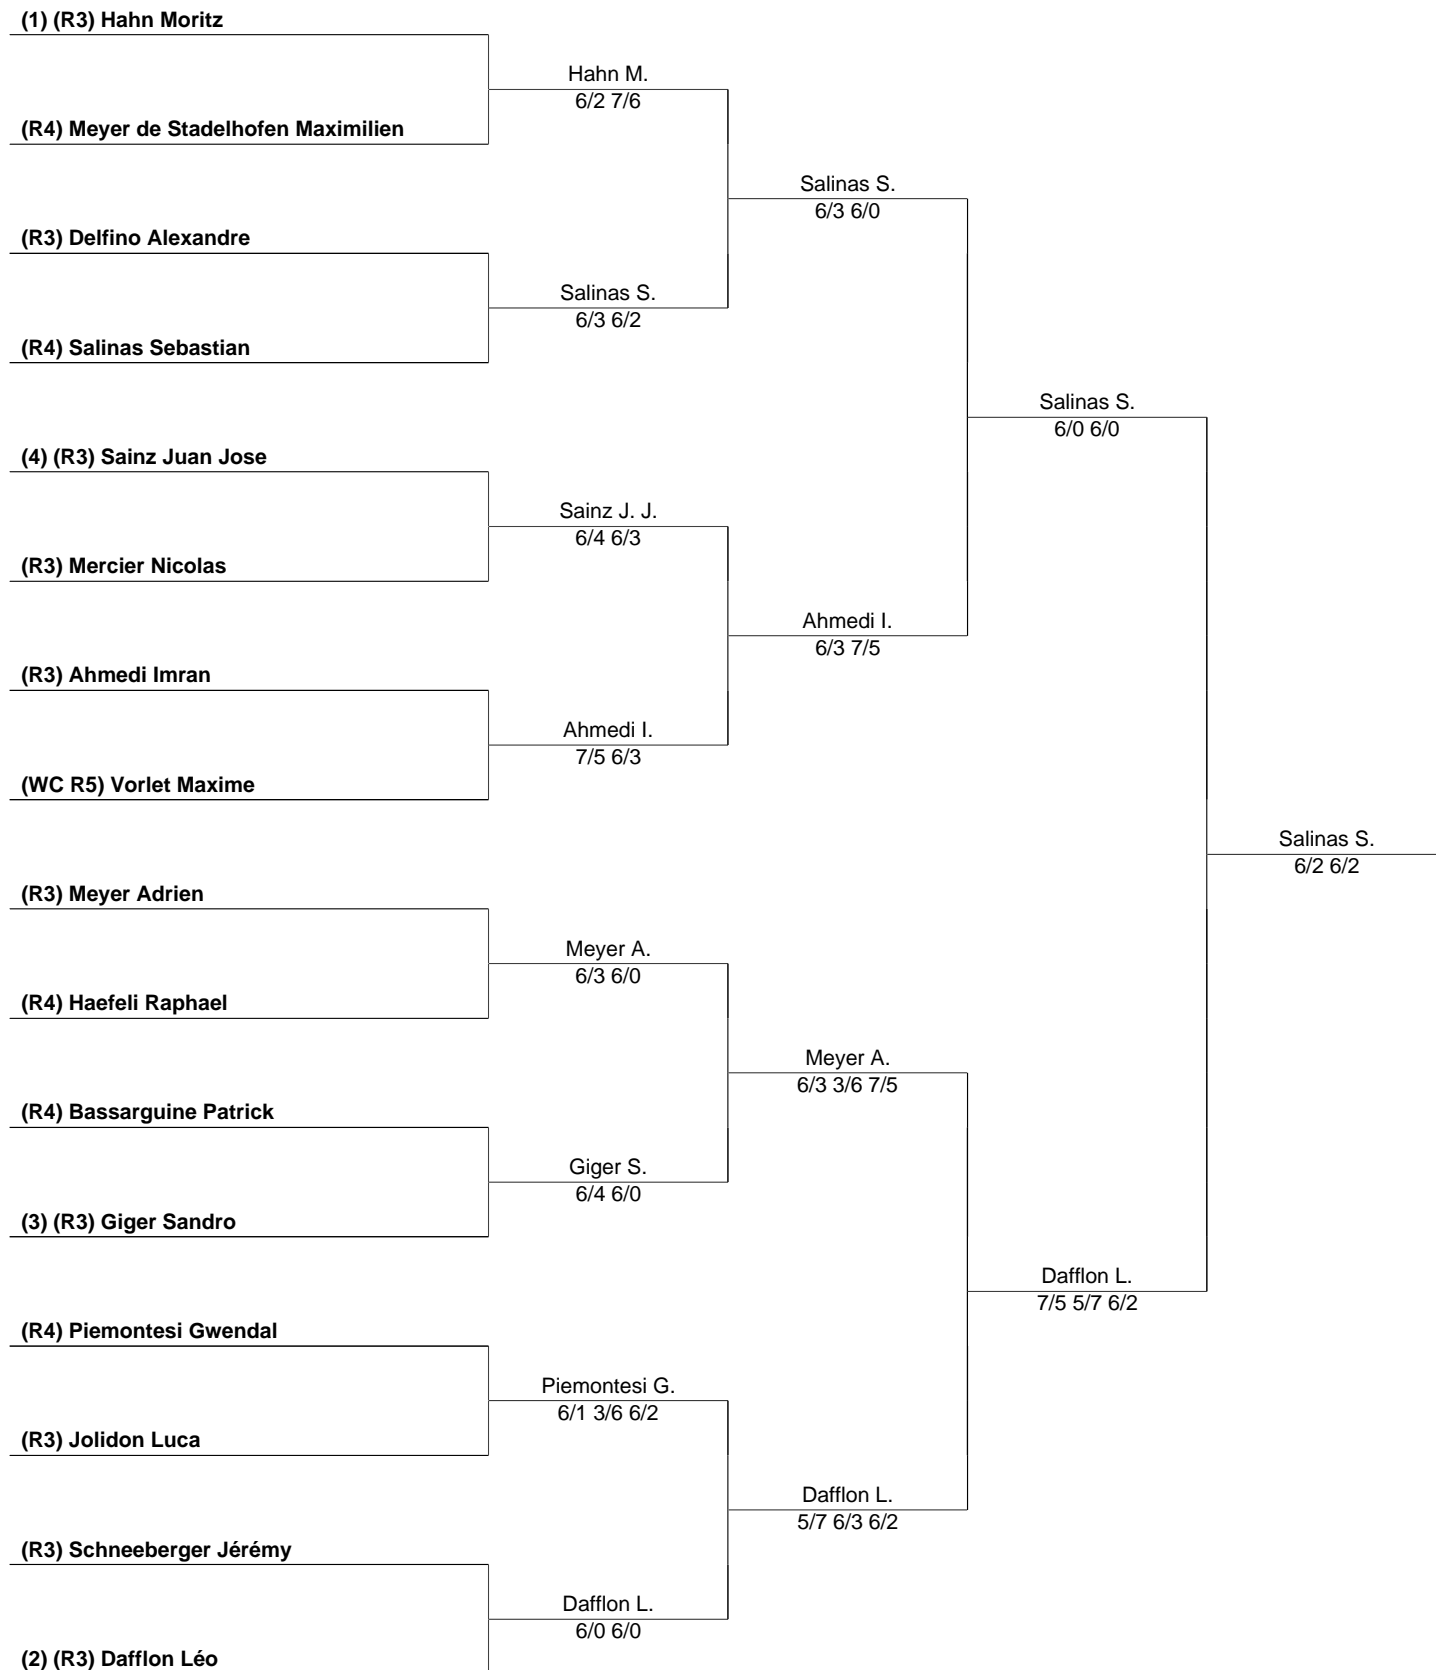 (1) (R3) Hahn Moritz
Hahn M.
6/2 7/6
(R4) Meyer de Stadelhofen Maximilien
Salinas S.
6/3 6/0
(R3) Delfino Alexandre
Salinas S.
6/3 6/2
(R4) Salinas Sebastian
Salinas S.
6/0 6/0
(4) (R3) Sainz Juan Jose
Sainz J. J.
6/4 6/3
(R3) Mercier Nicolas
Ahmedi I.
6/3 7/5
(R3) Ahmedi Imran
Ahmedi I.
7/5 6/3
(WC R5) Vorlet Maxime
Salinas S.
6/2 6/2
(R3) Meyer Adrien
Meyer A.
6/3 6/0
(R4) Haefeli Raphael
Meyer A.
6/3 3/6 7/5
(R4) Bassarguine Patrick
Giger S.
6/4 6/0
(3) (R3) Giger Sandro
Dafflon L.
7/5 5/7 6/2
(R4) Piemontesi Gwendal
Piemontesi G.
6/1 3/6 6/2
(R3) Jolidon Luca
Dafflon L.
5/7 6/3 6/2
(R3) Schneeberger Jérémy
Dafflon L.
6/0 6/0
(2) (R3) Dafflon Léo